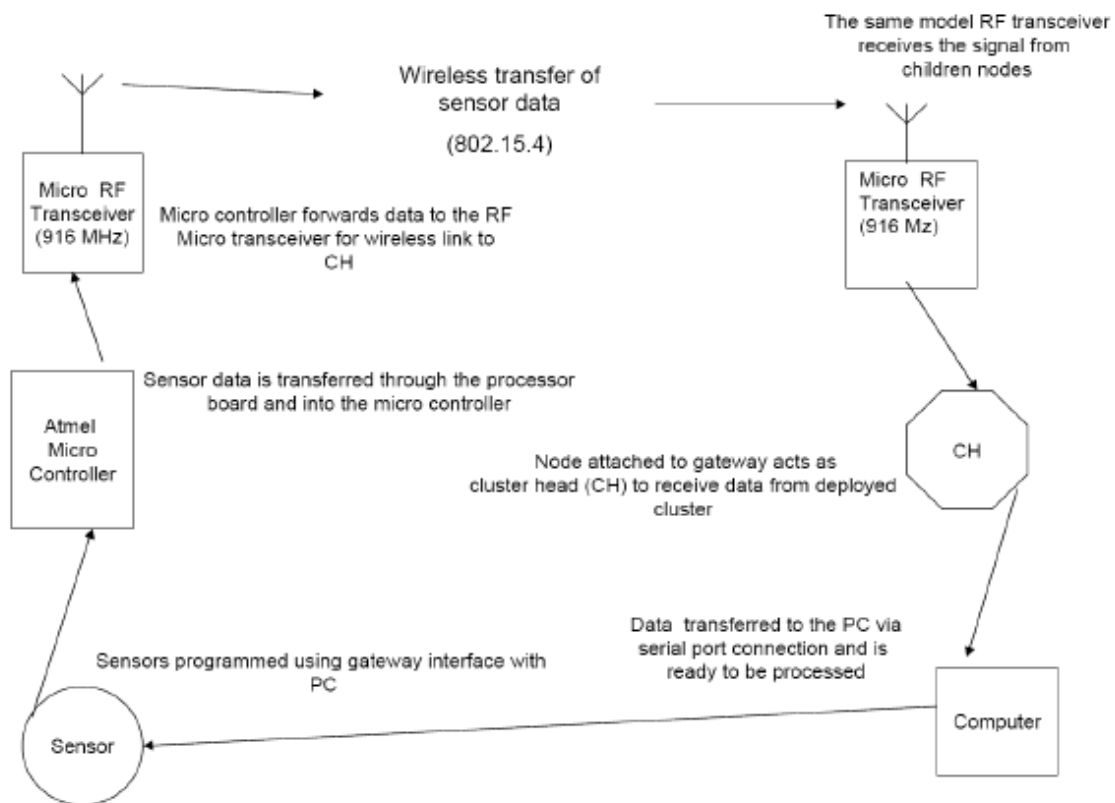 The same model RF transceiver
receives the signal from
children nodes
Wireless transfer of
sensor data
(802.15.4)
Micro RF
Transceiver
(916 MHz)
Micro RF
Transceiver
(916 Mz)
Micro controller forwards data to the RF
Micro transceiver for wireless link to
CH
Sensor data is transferred through the processor
board and into the micro controller
Atmel
Micro
Controller
CH
Node attached to gateway acts as
cluster head (CH) to receive data from deployed
cluster
Data transferred to the PC via
serial port connection and is
ready to be processed
Sensors programmed using gateway interface with
PC
Sensor
Computer